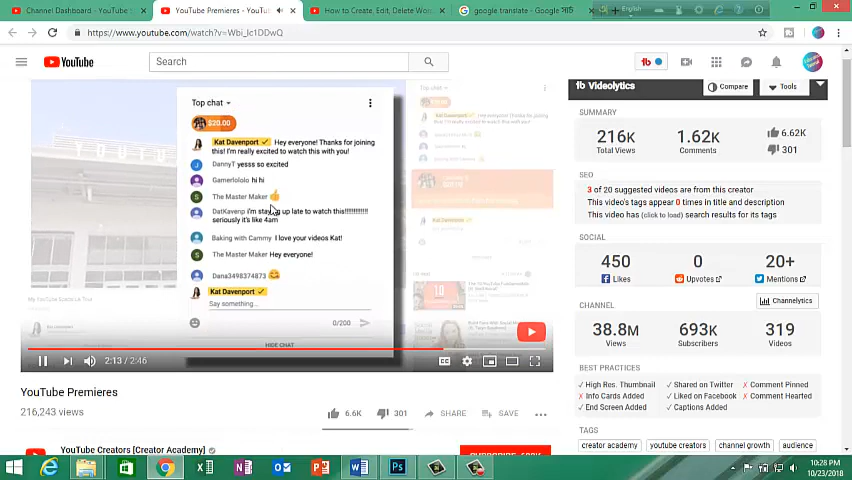 Channel Dashboard - YouTube
YouTube Premieres - YouTu
How to Create, Edit, Delete Wo
google translate - Google
English
https://www.youtube.com/watch?v=Wbi_Ic1DDwQ
YouTube
Search
Top chat
$20.00
Kat Davenport Hey everyone! Thanks for joining
this! I'm really excited to watch this with you!
DannyT yesss so excited
Gamerlololo hi hi
The Master Maker
DatKavenp i'm staying up late to watch this!!!!!!!!!!!!!
seriously it's like 4am
Baking with Cammy I love your videos Kat!
The Master Maker Hey everyone!
Dana3498374873
Kat Davenport
Say something...
0/200
HIDE CHAT
Top chat
2:13 / 2:46
YouTube Premieres
216,243 views
6.6K
301
SHARE
SAVE
YouTube Creators [Creator Academy]
tb Videolytics
Compare
Tools
SUMMARY
216K
Total Views
1.62K
Comments
6.62K
301
SEO
3 of 20 suggested videos are from this creator
This video's tags appear 0 times in title and description
This video has (click to load) search results for its tags
SOCIAL
450
Likes
0
Upvotes
20+
Mentions
Channelytics
CHANNEL
38.8M
Views
693K
Subscribers
319
Videos
BEST PRACTICES
✓ High Res. Thumbnail
✓ Shared on Twitter
✗ Comment Pinned
✗ Info Cards Added
✓ Liked on Facebook
✗ Comment Hearted
✓ End Screen Added
✓ Captions Added
TAGS
creator academy
youtube creators
channel growth
audience
10:28 PM
10/23/2018